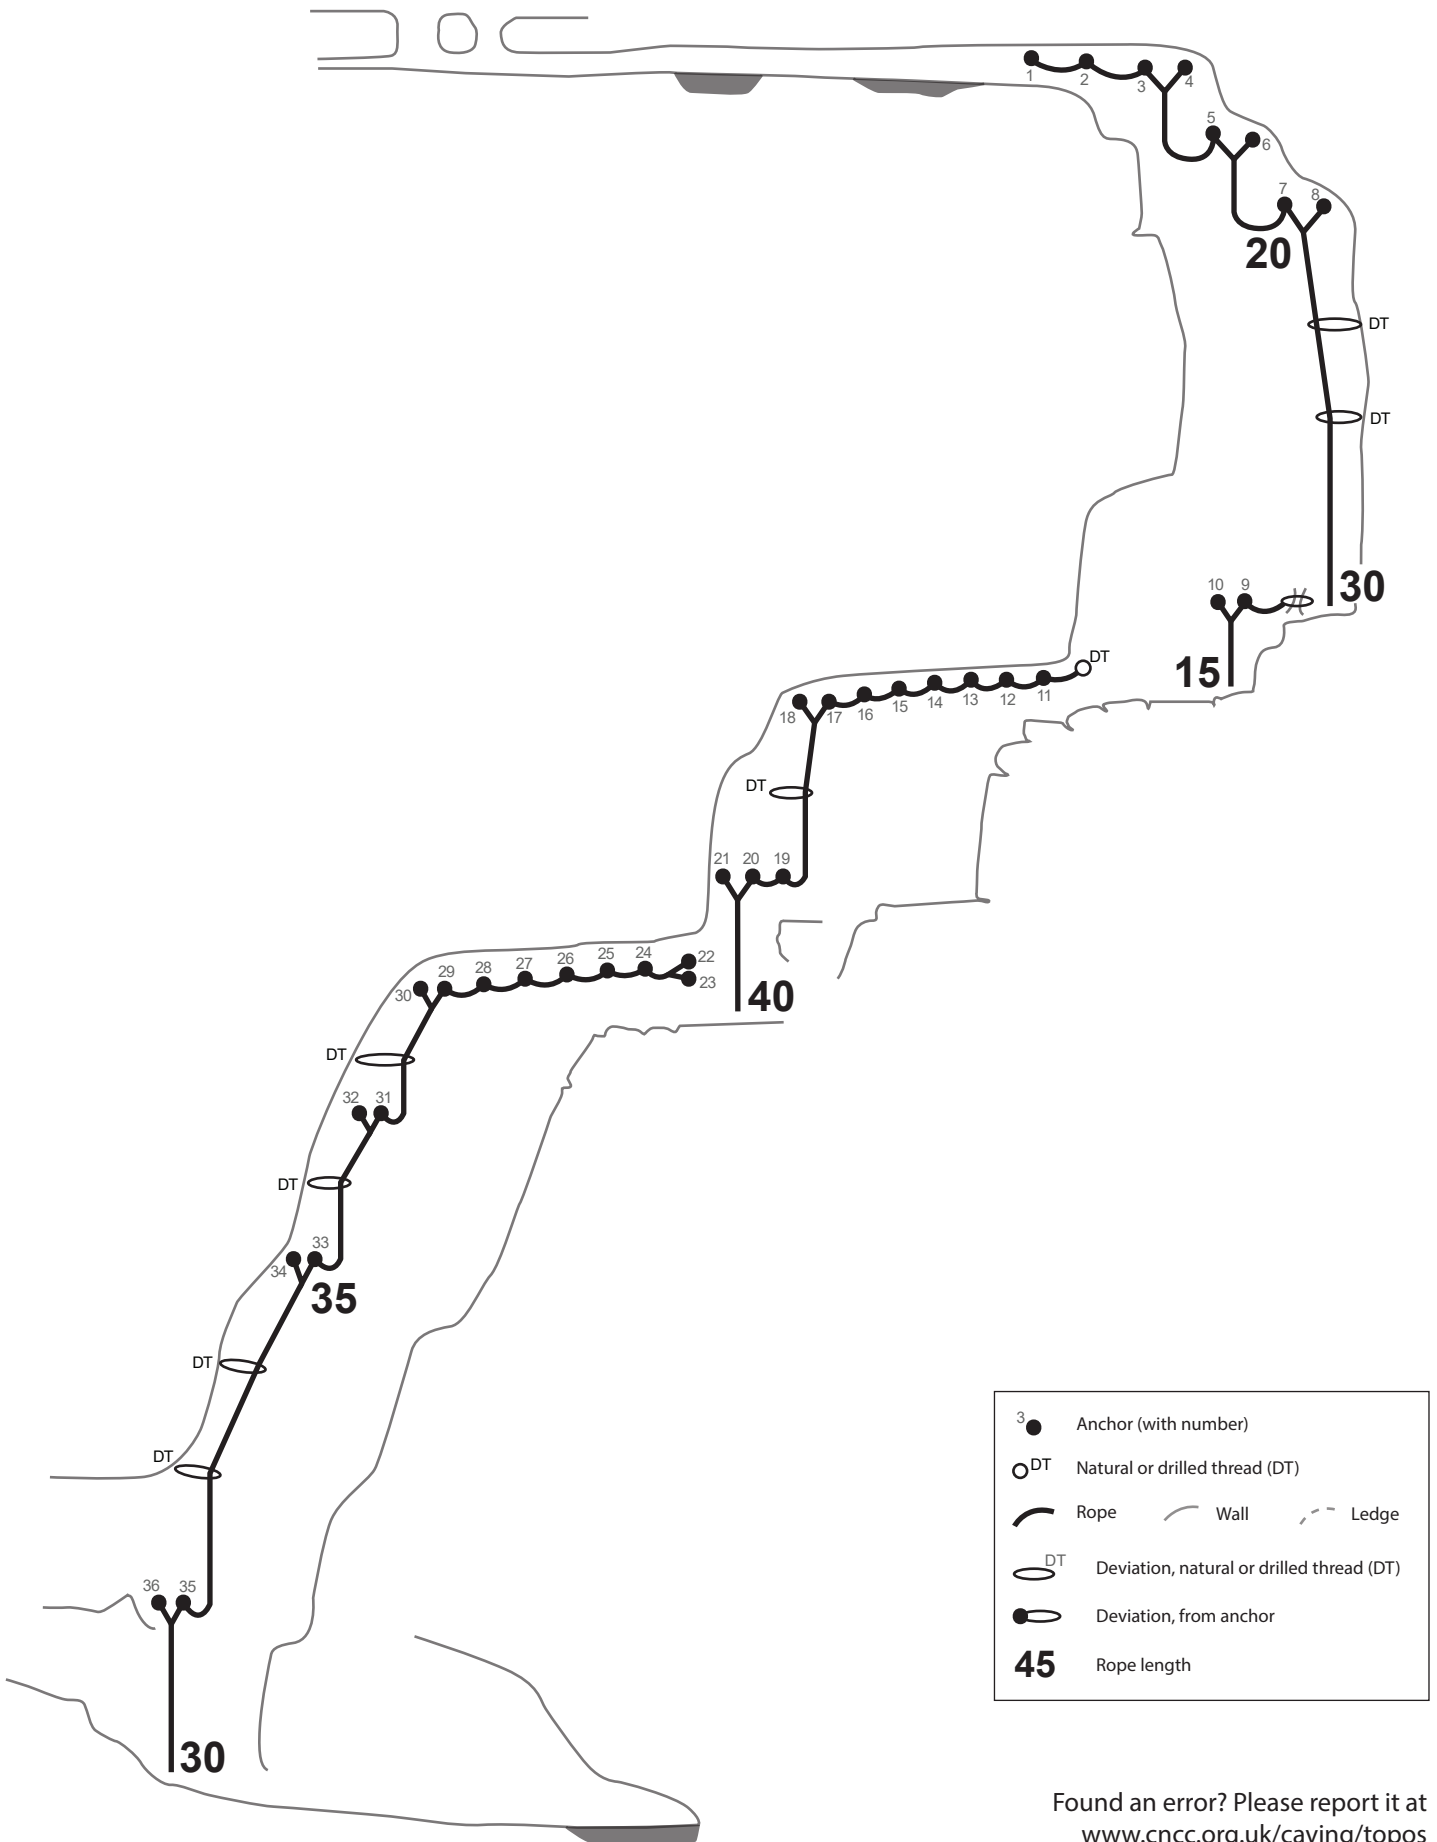 1
2
3
4
5
6
7
8
20
DT
DT
30
10
9
15
DT
11
12
13
14
15
16
17
18
DT
21
20
19
40
22
23
24
25
26
27
28
29
30
DT
32
31
DT
33
34
35
DT
DT
36
35
30
3
Anchor (with number)
DT
Natural or drilled thread (DT)
Rope
Wall
Ledge
DT
Deviation, natural or drilled thread (DT)
Deviation, from anchor
45
Rope length
Found an error? Please report it at
www.cncc.org.uk/caving/topos